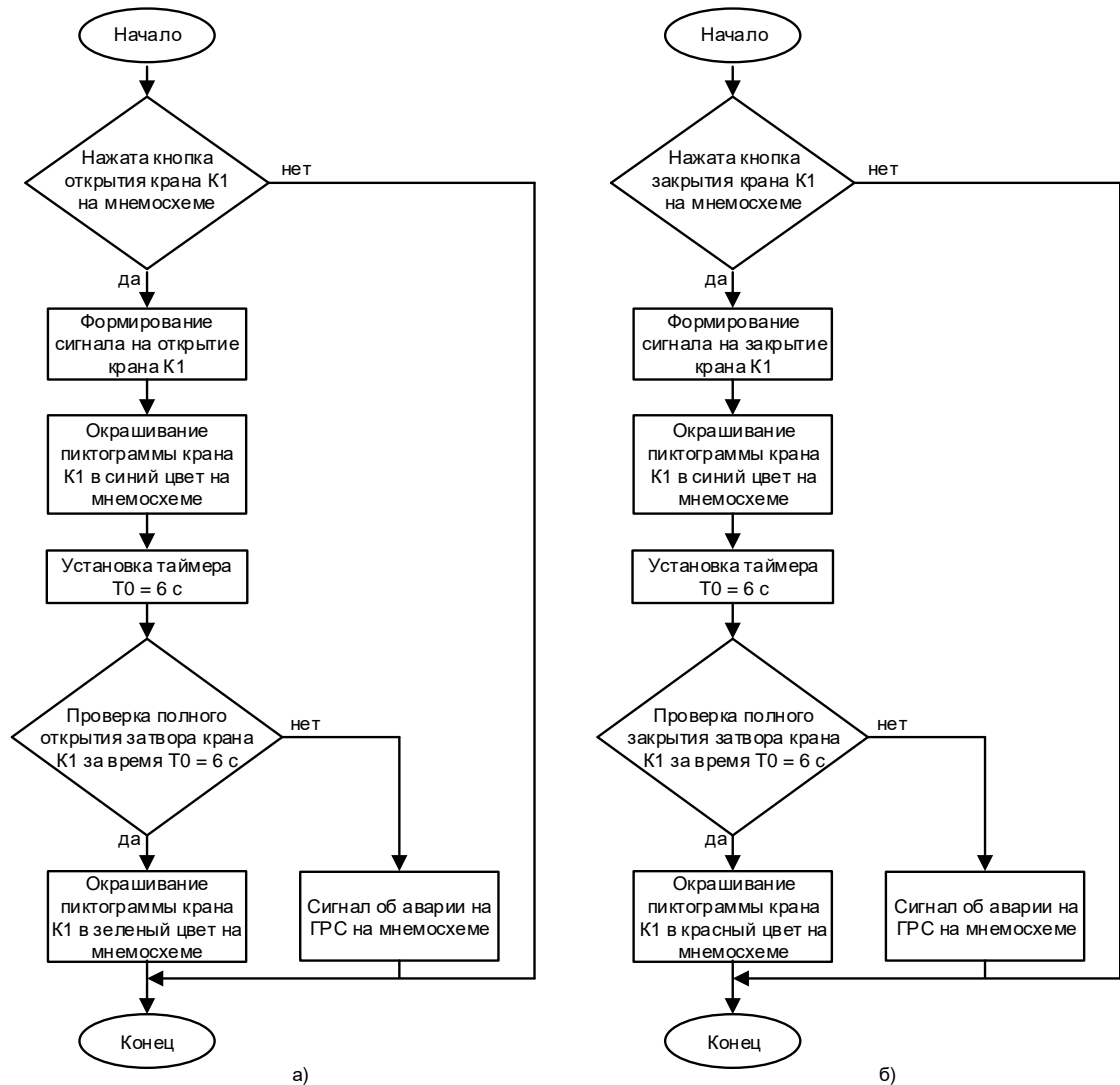 Начало
Нажата кнопка
открытия крана К1
на мнемосхеме
нет
да
Формирование
сигнала на открытие
крана К1
Окрашивание
пиктограммы крана
К1 в синий цвет на
мнемосхеме
Установка таймера
Т0 = 6 с
Проверка полного
открытия затвора крана
К1 за время Т0 = 6 с
нет
да
Окрашивание
пиктограммы крана
К1 в зеленый цвет на
мнемосхеме
Сигнал об аварии на
ГРС на мнемосхеме
Конец
а)
Начало
Нажата кнопка
закрытия крана К1
на мнемосхеме
нет
да
Формирование
сигнала на закрытие
крана К1
Окрашивание
пиктограммы крана
К1 в синий цвет на
мнемосхеме
Установка таймера
Т0 = 6 с
Проверка полного
закрытия затвора крана
К1 за время Т0 = 6 с
нет
да
Окрашивание
пиктограммы крана
К1 в красный цвет на
мнемосхеме
Сигнал об аварии на
ГРС на мнемосхеме
Конец
б)